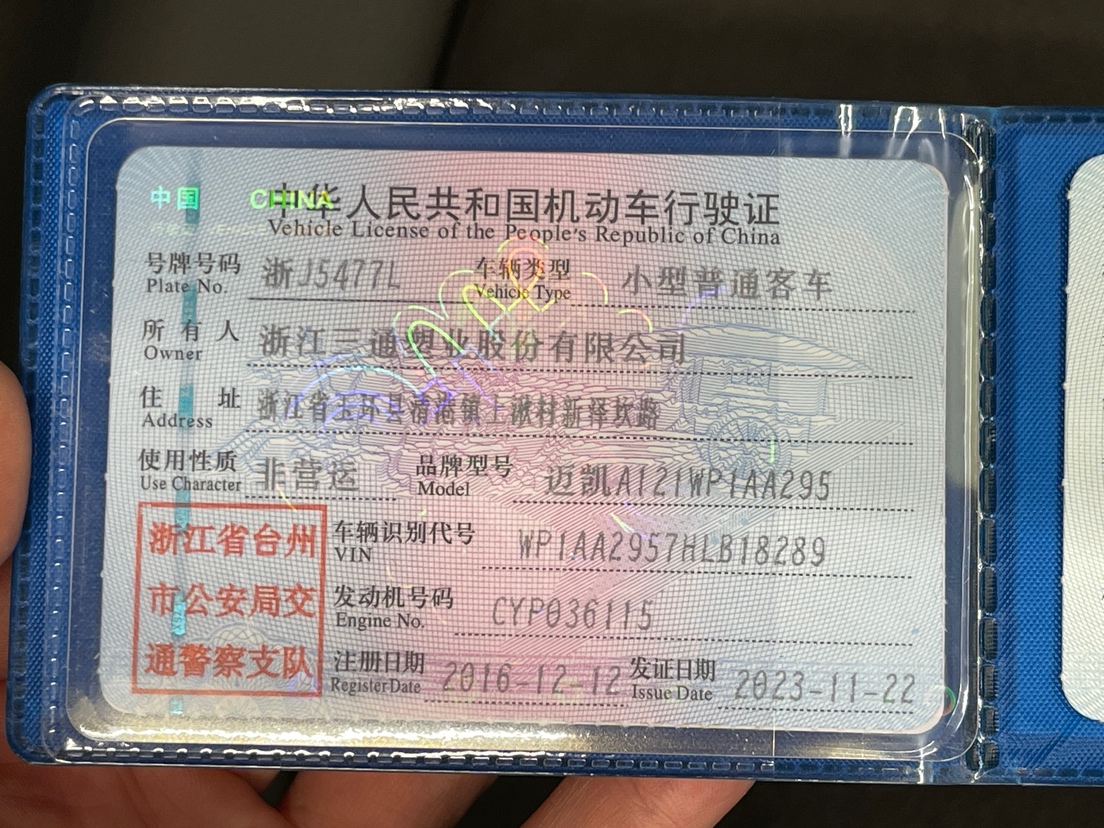 中国 CHINA
中华人民共和国机动车行驶证
Vehicle License of the People's Republic of China
号牌号码 浙J5477L 车辆类型 小型普通客车
Plate No. Vehicle Type
所有人 浙江三通塑业股份有限公司
Owner
住址 浙江省玉环县清港镇上湫村新绎坎路
Address
使用性质 非营运 品牌型号 迈凯A121WP1AA295
Use Character Model
浙江省台州
市公安局交
通警察支队
车辆识别代号 WP1AA2957HLB18289
VIN
发动机号码 CYP036115
Engine No.
注册日期 2016-12-12 发证日期 2023-11-22
Register Date Issue Date